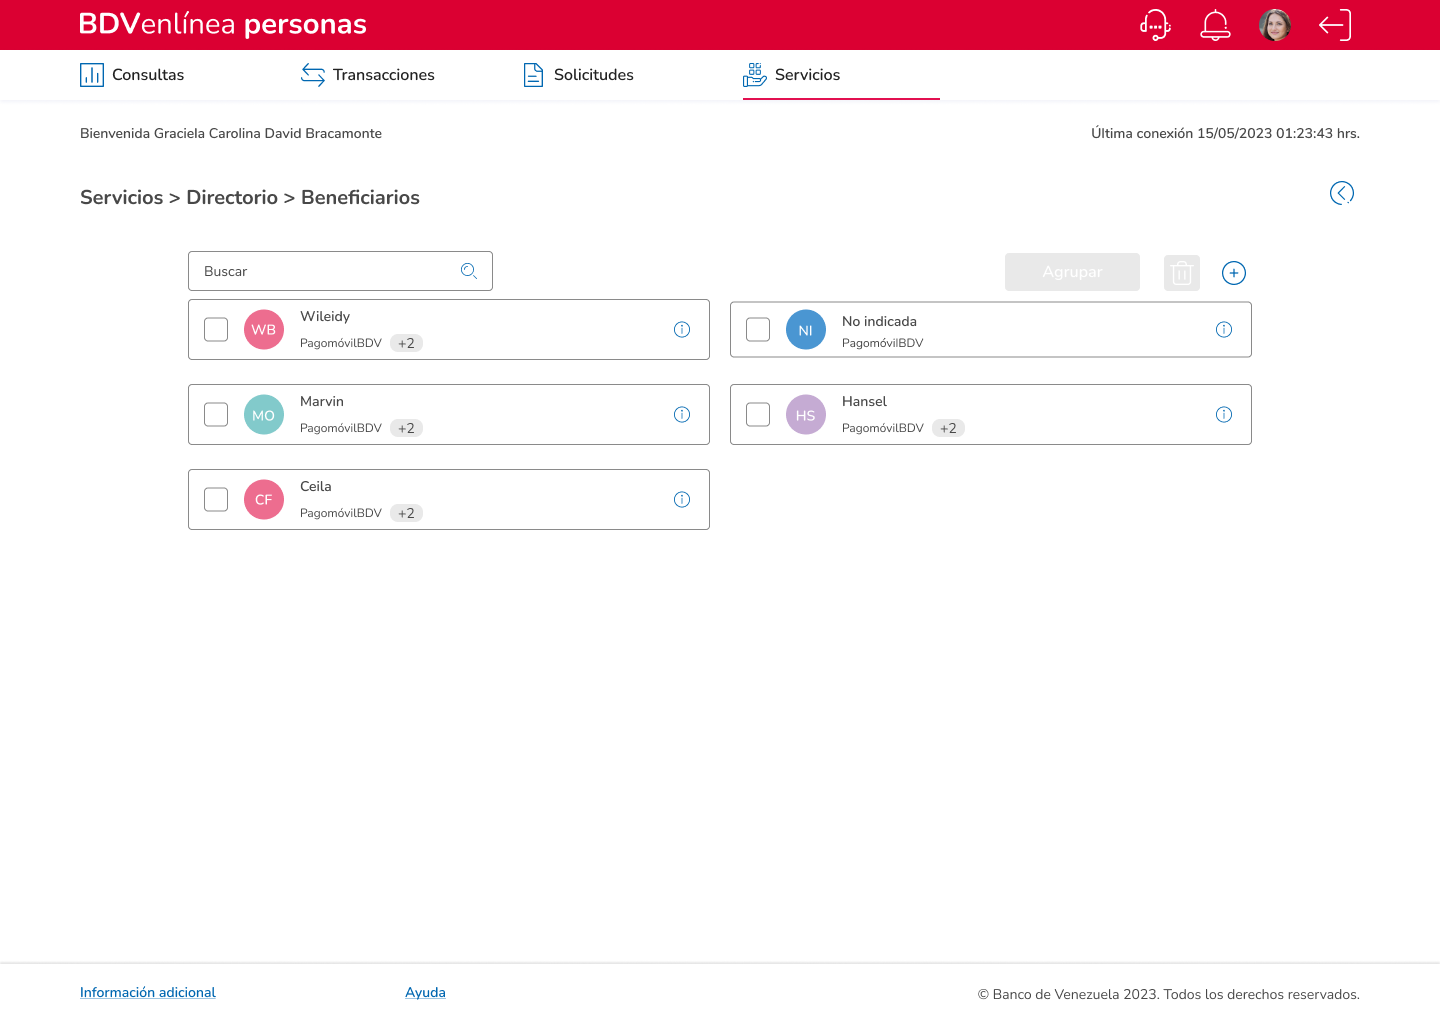 BDVenlínea personas
Consultas
Transacciones
Solicitudes
Servicios
Bienvenida Graciela Carolina David Bracamonte
Última conexión 15/05/2023 01:23:43 hrs.
Servicios > Directorio > Beneficiarios
Buscar
Agrupar
WB
Wileidy
PagomóvilBDV +2
NI
No indicada
PagomóvilBDV
MO
Marvin
PagomóvilBDV +2
HS
Hansel
PagomóvilBDV +2
CF
Ceila
PagomóvilBDV +2
Información adicional
Ayuda
© Banco de Venezuela 2023. Todos los derechos reservados.